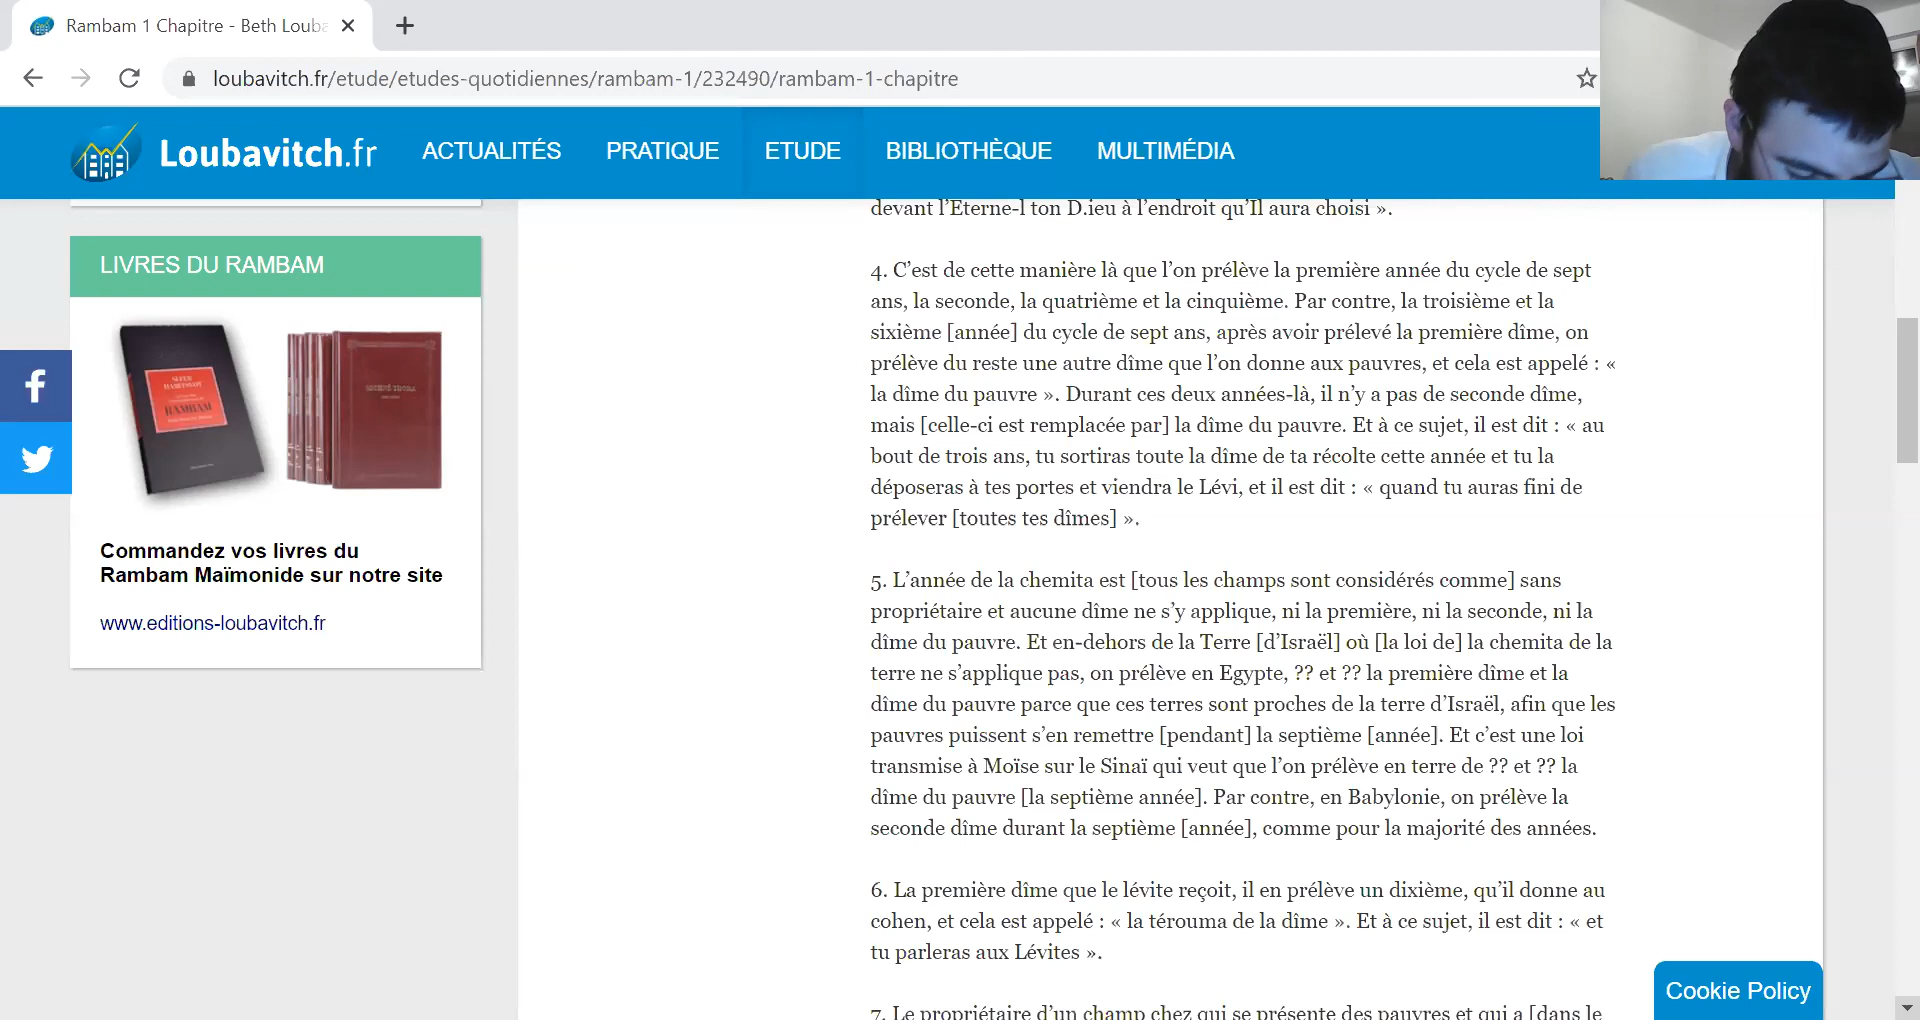 Rambam 1 Chapitre - Beth Louba
loubavitch.fr/etude/etudes-quotidiennes/rambam-1/232490/rambam-1-chapitre
Loubavitch.fr ACTUALITÉS PRATIQUE ETUDE BIBLIOTHÈQUE MULTIMÉDIA
LIVRES DU RAMBAM
RAMBAM
Commandez vos livres du
Rambam Maïmonide sur notre site
www.editions-loubavitch.fr
devant l’Eterne-l ton D.ieu à l’endroit qu’Il aura choisi ».
4. C’est de cette manière là que l’on prélève la première année du cycle de sept
ans, la seconde, la quatrième et la cinquième. Par contre, la troisième et la
sixième [année] du cycle de sept ans, après avoir prélevé la première dîme, on
prélève du reste une autre dîme que l’on donne aux pauvres, et cela est appelé : «
la dîme du pauvre ». Durant ces deux années-là, il n’y a pas de seconde dîme,
mais [celle-ci est remplacée par] la dîme du pauvre. Et à ce sujet, il est dit : « au
bout de trois ans, tu sortiras toute la dîme de ta récolte cette année et tu la
déposeras à tes portes et viendra le Lévi, et il est dit : « quand tu auras fini de
prélever [toutes tes dîmes] ».
5. L’année de la chemita est [tous les champs sont considérés comme] sans
propriétaire et aucune dîme ne s’y applique, ni la première, ni la seconde, ni la
dîme du pauvre. Et en-dehors de la Terre [d’Israël] où [la loi de] la chemita de la
terre ne s’applique pas, on prélève en Egypte, ?? et ?? la première dîme et la
dîme du pauvre parce que ces terres sont proches de la terre d’Israël, afin que les
pauvres puissent s’en remettre [pendant] la septième [année]. Et c’est une loi
transmise à Moïse sur le Sinaï qui veut que l’on prélève en terre de ?? et ?? la
dîme du pauvre [la septième année]. Par contre, en Babylonie, on prélève la
seconde dîme durant la septième [année], comme pour la majorité des années.
6. La première dîme que le lévite reçoit, il en prélève un dixième, qu’il donne au
cohen, et cela est appelé : « la térouma de la dîme ». Et à ce sujet, il est dit : « et
tu parleras aux Lévites ».
7. Le propriétaire d’un champ chez qui se présente des pauvres et qui a [dans le
Cookie Policy